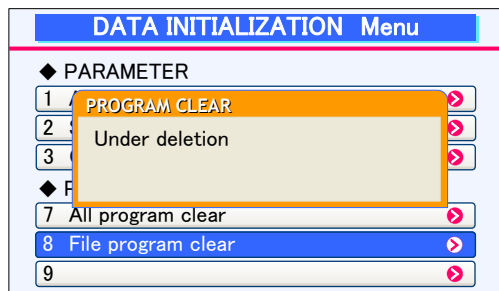 DATA INITIALIZATION Menu
◆ PARAMETER
1
PROGRAM CLEAR
2
Under deletion
3
◆
7 All program clear
8 File program clear
9